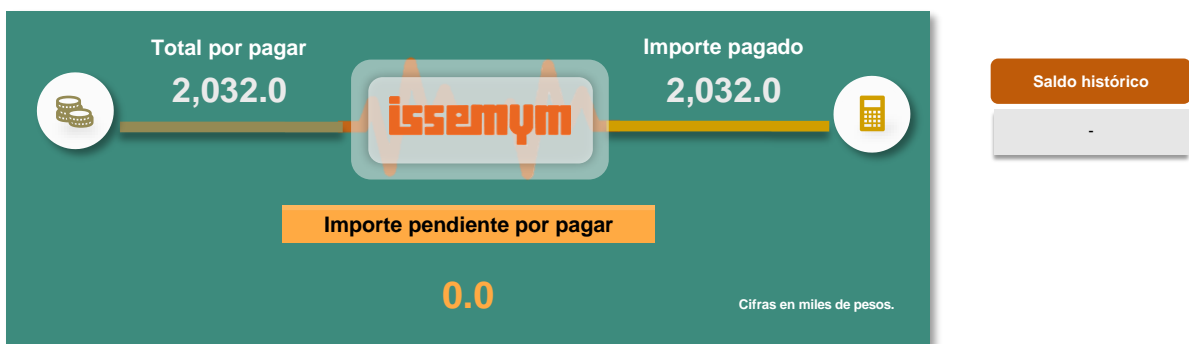 Total por pagar
2,032.0
issemym
Importe pagado
2,032.0
Saldo histórico
-
Importe pendiente por pagar
0.0
Cifras en miles de pesos.